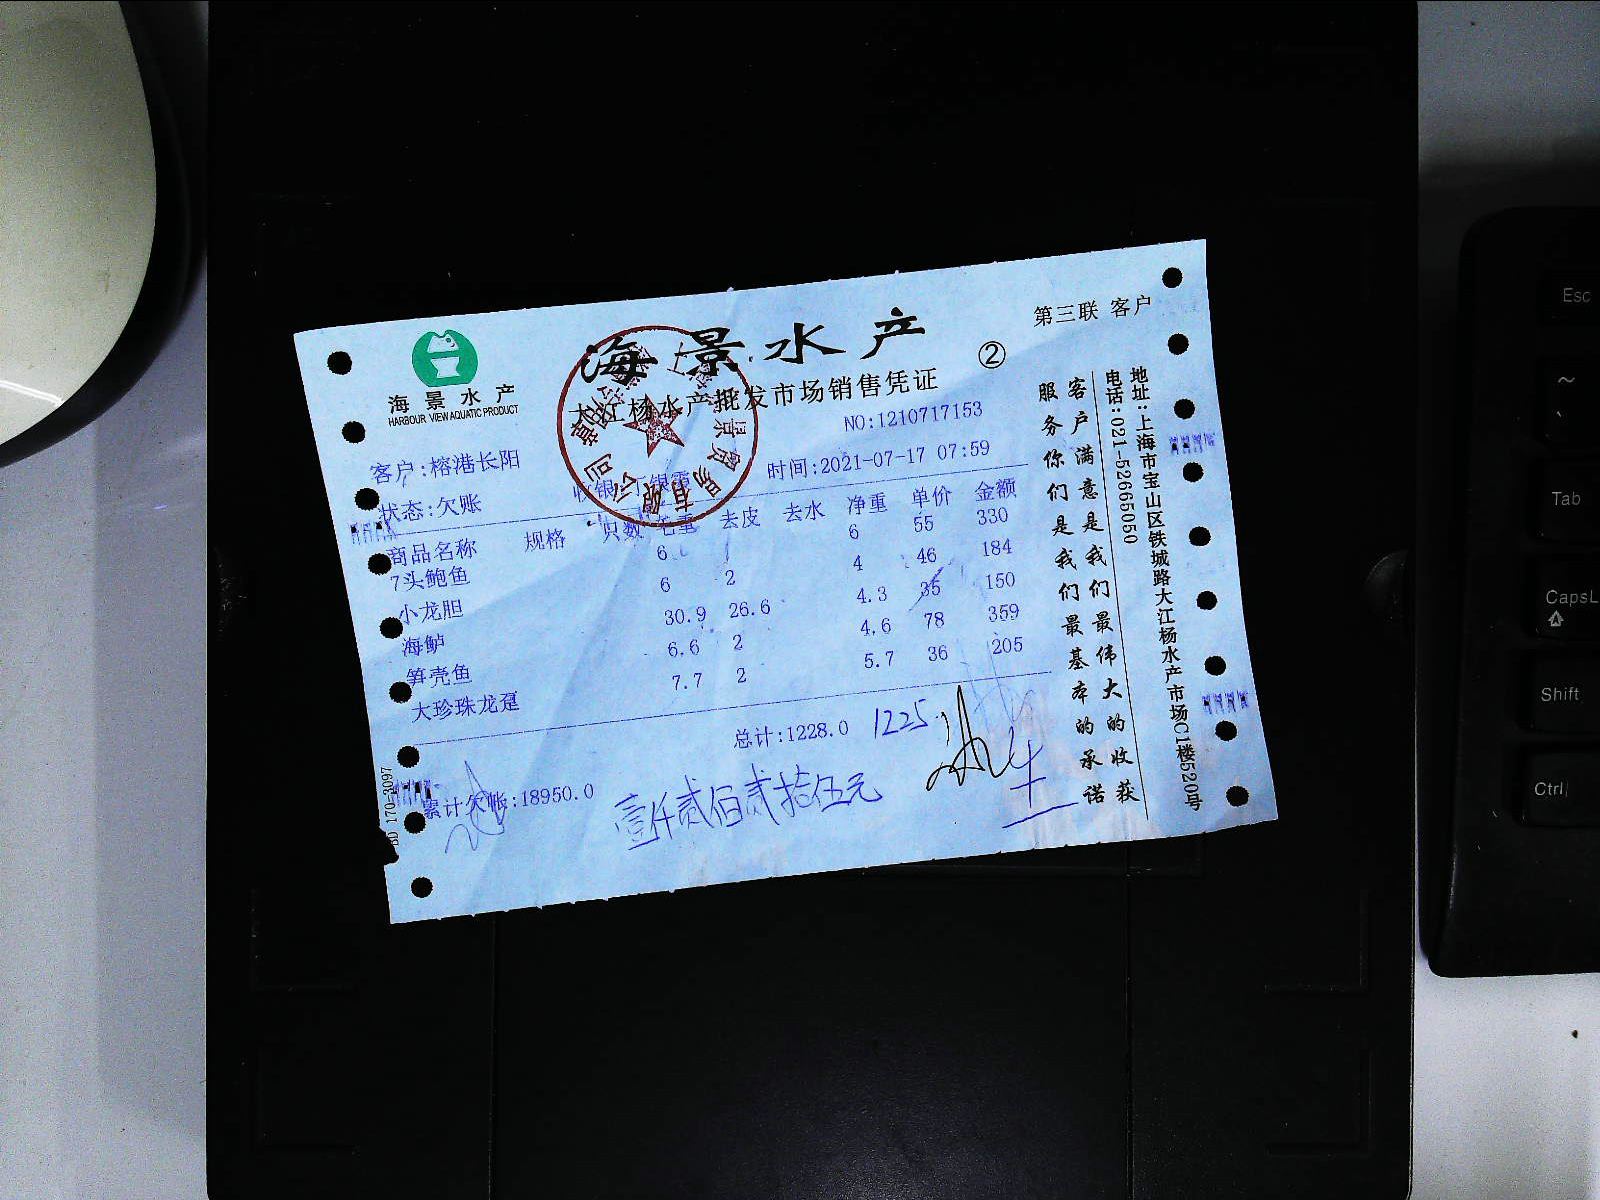 海景水产
HARBOUR VIEW AQUATIC PRODUCT
海景水产
②
第三联 客户
大江杨水产批发市场销售凭证
NO:1210717153
客户:榕港长阳
时间:2021-07-17 07:59
状态:欠账
收银:
商品名称 规格 只数 毛重 去皮 去水 净重 单价 金额
7头鲍鱼 6 6 55 330
小龙胆 6 2 4 46 184
海鲈 30.9 26.6 4.3 35 150
笋壳鱼 6.6 2 4.6 78 359
大珍珠龙趸 7.7 2 5.7 36 205
总计:1228.0 1225
累计欠帐:18950.0
壹仟贰佰贰拾伍元
客户满意是我们最伟大的收获
服务你们是我们最基本的承诺
地址:上海市宝山区铁城路大江杨水产市场C1楼520号
电话:021-52665050
170-3097
Esc
~
Tab
CapsL
Shift
Ctrl